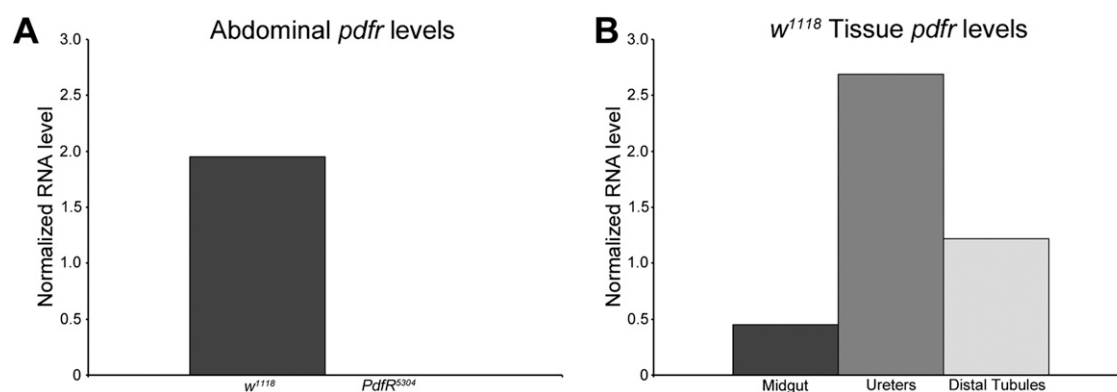 A
Abdominal pdfr levels
3.0
2.5
2.0
1.5
1.0
0.5
0
Normalized RNA level
w1118 PdfR5304
B
w1118 Tissue pdfr levels
3.0
2.5
2.0
1.5
1.0
0.5
0
Normalized RNA level
Midgut Ureters Distal Tubules